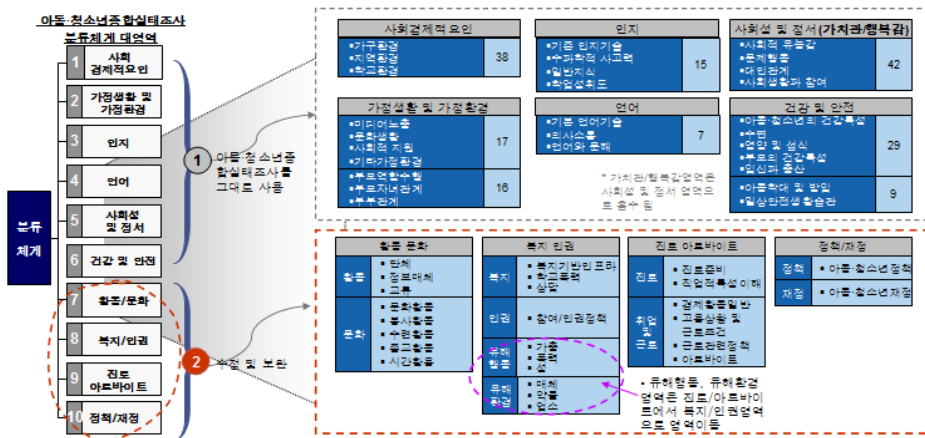 아동·청소년종합실태조사
분류체계 대영역
분류
체계
1 사회
경제적요인
2 가정생활 및
가정환경
3 인지
4 언어
5 사회성
및 정서
6 건강 및 안전
7 활동/문화
8 복지/인권
9 진로
아르바이트
10 정책/재정
1 아동·청소년종
합실태조사를
그대로 사용
2 수정 및 보완
사회경제적요인
▪가구환경
▪지역환경
▪학교환경
38
인지
▪기준 인지기술
▪수과학적 사고력
▪일반지식
▪학업성취도
15
사회성 및 정서(가치관/행복감)
▪사회적 유능감
▪문제행동
▪대인관계
▪사회생활과 참여
42
가정생활 및 가정환경
▪미디어노출
▪문화생활
▪사회적 지원
▪기타가정환경
17
▪부모역할수행
▪부모자녀관계
▪부부관계
16
언어
▪기본 언어기술
▪의사소통
▪언어와 문해
7
* 가치관/행복감영역은
사회성 및 정서 영역으
로 흡수 됨
건강 및 안전
▪아동·청소년의 건강특성
▪수면
▪영양 및 섭식
▪부모의 건강특성
▪임신과 출산
29
▪아동학대 및 방임
▪일상안전생활습관
9
활동 문화
활동
▪ 단체
▪ 정보매체
▪ 교류
문화
▪ 문화활동
▪ 봉사활동
▪ 수련활동
▪ 종교활동
▪ 시간활용
복지 인권
복지
▪ 복지기반인프라
▪ 학교폭력
▪ 상담
인권
▪ 참여/인권정책
유해
행동
▪ 가출
▪ 폭력
▪ 성
유해
환경
▪ 매체
▪ 약물
▪ 업소
진로 아르바이트
진로
▪ 진로준비
▪ 직업적특성이해
취업
및
근로
▪ 경제활동일반
▪ 고용상황 및
근로조건
▪ 근로관련정책
▪ 아르바이트
정책/재정
정책
▪ 아동·청소년정책
재정
▪ 아동·청소년재정
▪ 유해행동, 유해환경
영역은 진로/아르바이
트에서 복지/인권영역
으로 영역이동